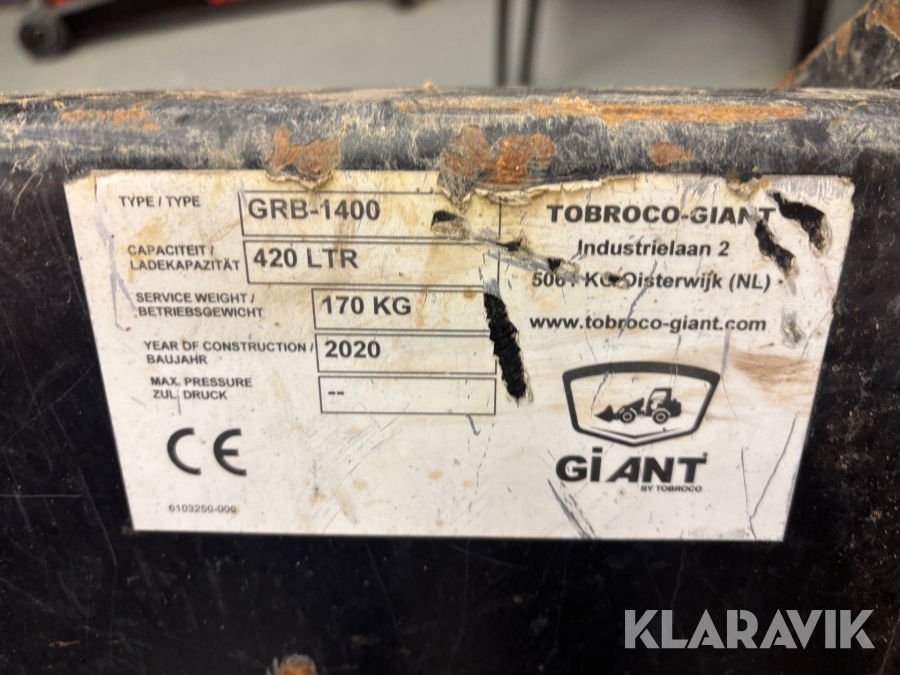 TYPE / TYPE
GRB-1400
CAPACITEIT /
LADEKAPAZITÄT
420 LTR
SERVICE WEIGHT /
BETRIEBSGEWICHT
170 KG
YEAR OF CONSTRUCTION /
BAUJAHR
2020
MAX. PRESSURE
ZUL. DRUCK
--
CE
6103250-000
TOBROCO-GIANT
Industrielaan 2
Oisterwijk (NL)
www.tobroco-giant.com
GiANT
BY TOBROCO
KLARAVIK